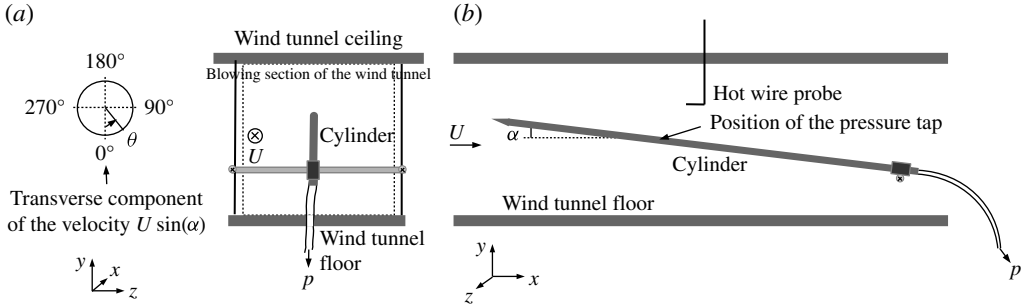 (a)
Wind tunnel ceiling
Blowing section of the wind tunnel
180°
270°
90°
θ
0°
U
Cylinder
Transverse component
of the velocity U sin(α)
Wind tunnel
floor
p
y
x
z
(b)
Hot wire probe
Position of the pressure tap
U
α
Cylinder
Wind tunnel floor
p
y
x
z